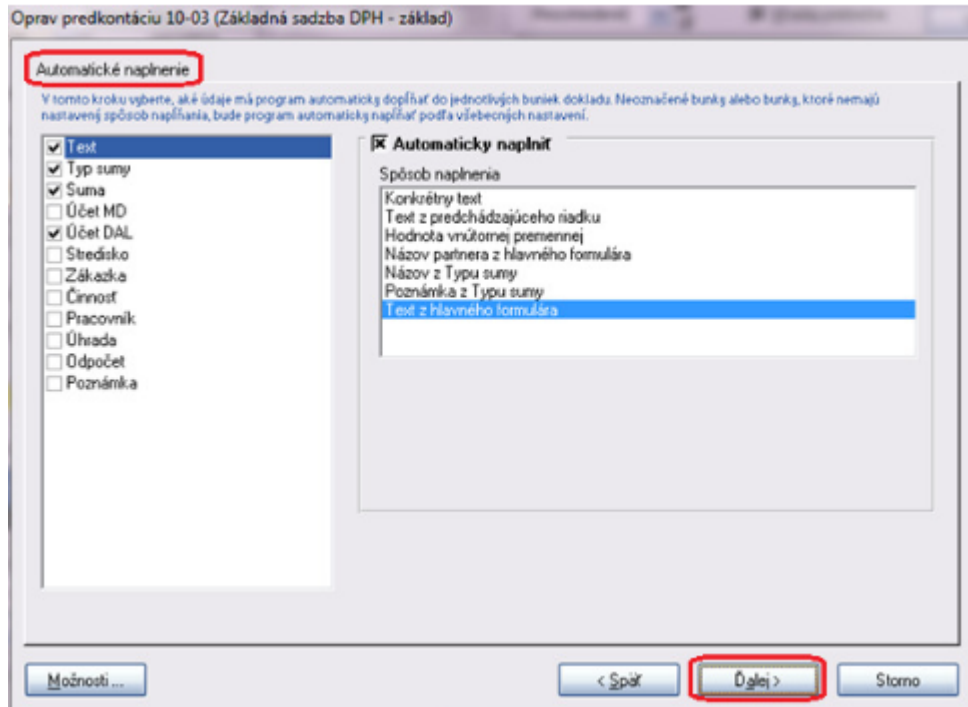 Oprav predkontáciu 10-03 (Základná sadzba DPH - základ)
Automatické naplnenie
V tomto kroku vyberte, aké údaje má program automaticky dopĺňať do jednotlivých buniek dokladu. Neoznačené bunky alebo bunky, ktoré nemajú
nastavený spôsob napĺňania, bude program automaticky napĺňať podľa všeobecných nastavení.
Text
Typ sumy
Suma
Účet MD
Účet DAL
Stredisko
Zákazka
Činnosť
Pracovník
Úhrada
Odpočet
Poznámka
Automaticky naplniť
Spôsob naplnenia
Konkrétny text
Text z predchádzajúceho riadku
Hodnota vnútornej premennej
Názov partnera z hlavného formulára
Názov z Typu sumy
Poznámka z Typu sumy
Text z hlavného formulára
Možnosti ...
< Späť
Ďalej >
Storno